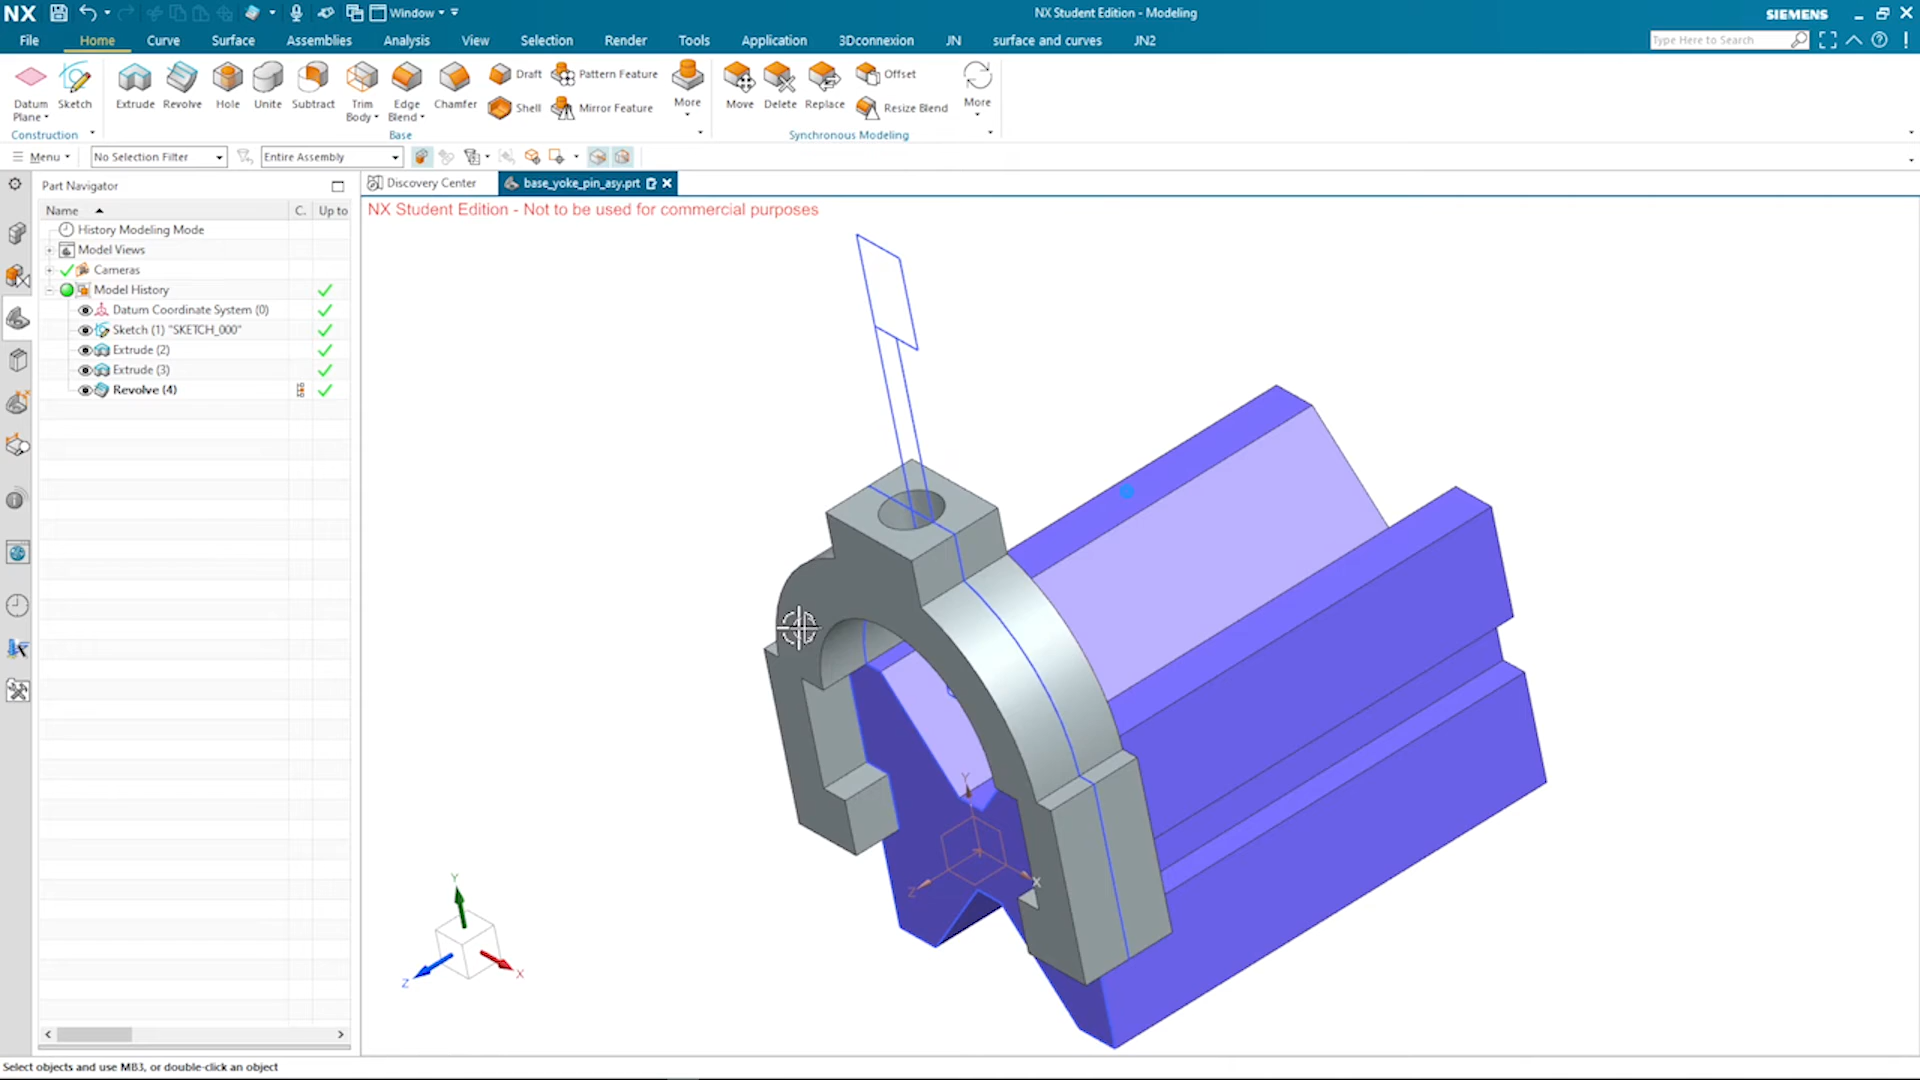 NX Window NX Student Edition - Modeling SIEMENS
File Home Curve Surface Assemblies Analysis View Selection Render Tools Application 3Dconnexion JN surface and curves JN2 Type Here to Search
Datum Plane Sketch Extrude Revolve Hole Unite Subtract Trim Body Edge Blend Chamfer Draft Shell Pattern Feature Mirror Feature More Move Delete Replace Offset Resize Blend More
Construction Base Synchronous Modeling
Menu No Selection Filter Entire Assembly
Part Navigator Discovery Center base_yoke_pin_asy.prt
Name C. Up to
NX Student Edition - Not to be used for commercial purposes
History Modeling Mode
Model Views
Cameras
Model History
Datum Coordinate System (0)
Sketch (1) "SKETCH_000"
Extrude (2)
Extrude (3)
Revolve (4)
Y
Z X
Y
Z X
Select objects and use MB3, or double-click an object